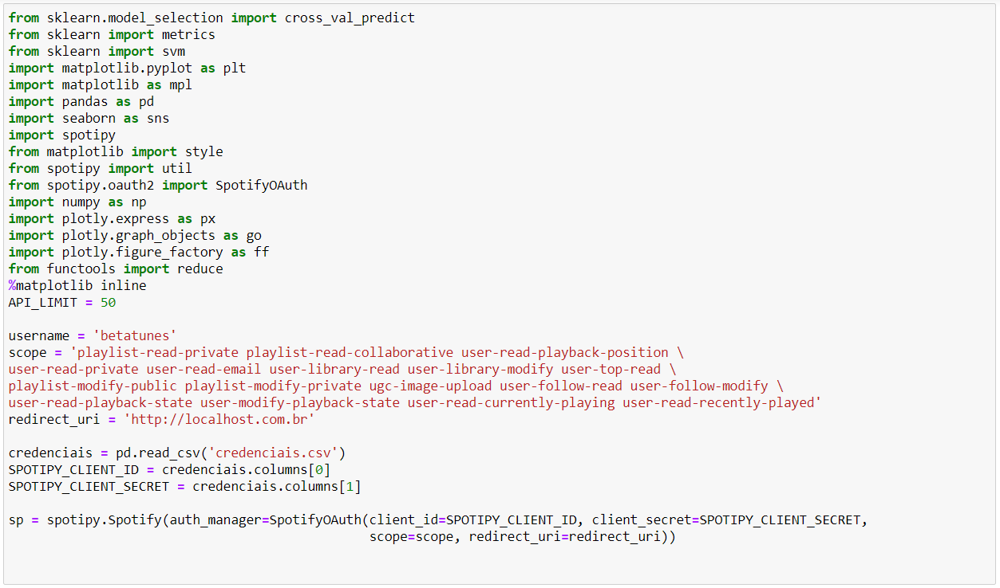 from sklearn.model_selection import cross_val_predict
from sklearn import metrics
from sklearn import svm
import matplotlib.pyplot as plt
import matplotlib as mpl
import pandas as pd
import seaborn as sns
import spotipy
from matplotlib import style
from spotipy import util
from spotipy.oauth2 import SpotifyOAuth
import numpy as np
import plotly.express as px
import plotly.graph_objects as go
import plotly.figure_factory as ff
from functools import reduce
%matplotlib inline
API_LIMIT = 50

username = 'betatunes'
scope = 'playlist-read-private playlist-read-collaborative user-read-playback-position \
user-read-private user-read-email user-library-read user-library-modify user-top-read \
playlist-modify-public playlist-modify-private ugc-image-upload user-follow-read user-follow-modify \
user-read-playback-state user-modify-playback-state user-read-currently-playing user-read-recently-played'
redirect_uri = 'http://localhost.com.br'

credenciais = pd.read_csv('credenciais.csv')
SPOTIPY_CLIENT_ID = credenciais.columns[0]
SPOTIPY_CLIENT_SECRET = credenciais.columns[1]

sp = spotipy.Spotify(auth_manager=SpotifyOAuth(client_id=SPOTIPY_CLIENT_ID, client_secret=SPOTIPY_CLIENT_SECRET,
                                               scope=scope, redirect_uri=redirect_uri))